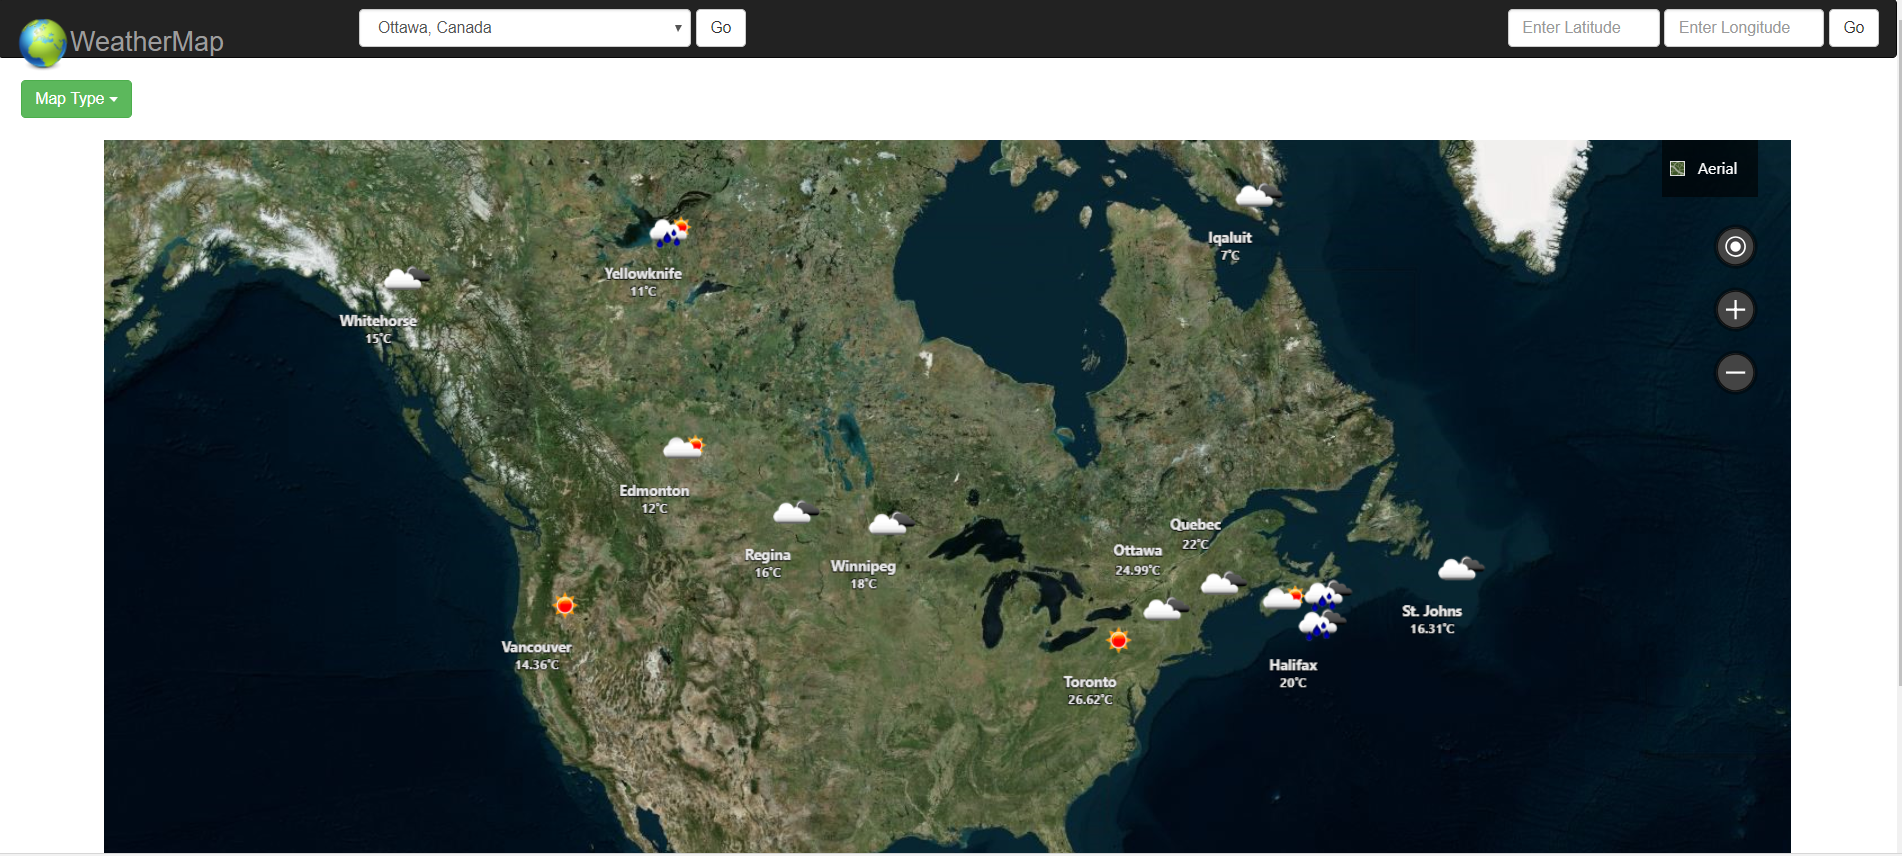 WeatherMap
Ottawa, Canada
Go
Enter Latitude
Enter Longitude
Go
Map Type
Aerial
Iqaluit
7°C
Yellowknife
11°C
Whitehorse
15°C
Edmonton
12°C
Quebec
22°C
Ottawa
24.99°C
Regina
16°C
Winnipeg
18°C
St. Johns
16.31°C
Vancouver
14.36°C
Halifax
20°C
Toronto
26.62°C